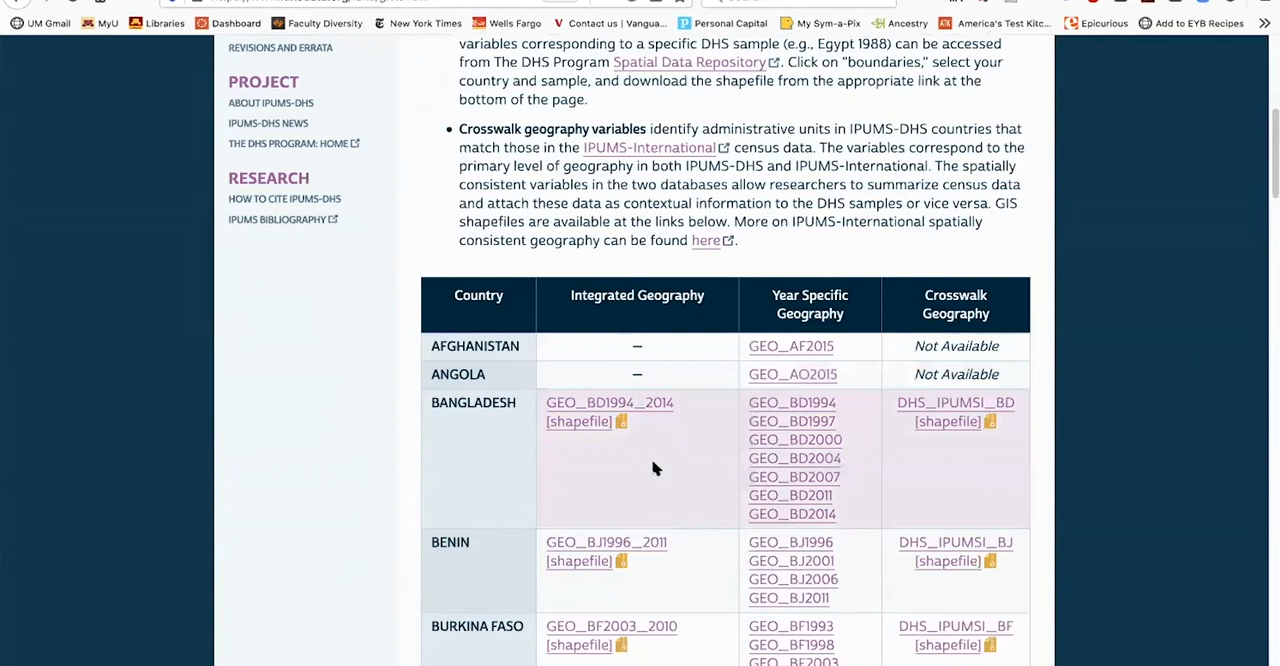 UM Gmail MyU Libraries Dashboard Faculty Diversity New York Times Wells Fargo Contact us | Vangua... Personal Capital My Sym-a-Pix Ancestry America's Test Kitc... Epicurious Add to EYB Recipes
REVISIONS AND ERRATA
PROJECT
ABOUT IPUMS-DHS
IPUMS-DHS NEWS
THE DHS PROGRAM: HOME
RESEARCH
HOW TO CITE IPUMS-DHS
IPUMS BIBLIOGRAPHY
variables corresponding to a specific DHS sample (e.g., Egypt 1988) can be accessed
from The DHS Program Spatial Data Repository. Click on "boundaries," select your
country and sample, and download the shapefile from the appropriate link at the
bottom of the page.
• Crosswalk geography variables identify administrative units in IPUMS-DHS countries that
match those in the IPUMS-International census data. The variables correspond to the
primary level of geography in both IPUMS-DHS and IPUMS-International. The spatially
consistent variables in the two databases allow researchers to summarize census data
and attach these data as contextual information to the DHS samples or vice versa. GIS
shapefiles are available at the links below. More on IPUMS-International spatially
consistent geography can be found here.
Country Integrated Geography Year Specific Geography Crosswalk Geography
AFGHANISTAN – GEO_AF2015 Not Available
ANGOLA – GEO_AO2015 Not Available
BANGLADESH GEO_BD1994_2014 GEO_BD1994 DHS_IPUMSI_BD
[shapefile] GEO_BD1997 [shapefile]
GEO_BD2000
GEO_BD2004
GEO_BD2007
GEO_BD2011
GEO_BD2014
BENIN GEO_BJ1996_2011 GEO_BJ1996 DHS_IPUMSI_BJ
[shapefile] GEO_BJ2001 [shapefile]
GEO_BJ2006
GEO_BJ2011
BURKINA FASO GEO_BF2003_2010 GEO_BF1993 DHS_IPUMSI_BF
[shapefile] GEO_BF1998 [shapefile]
GEO_BF2003